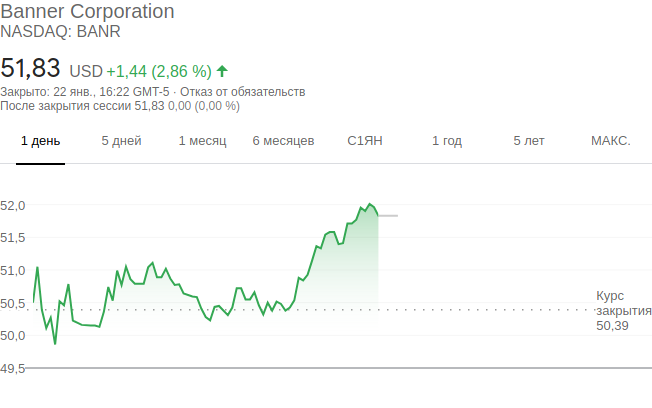 Banner Corporation
NASDAQ: BANR
51,83 USD +1,44 (2,86 %)
Закрыто: 22 янв., 16:22 GMT-5 · Отказ от обязательств
После закрытия сессии 51,83 0,00 (0,00 %)
1 день 5 дней 1 месяц 6 месяцев С1ЯН 1 год 5 лет МАКС.
52,0
51,5
51,0
50,5
50,0
49,5
Курс
закрытия
50,39